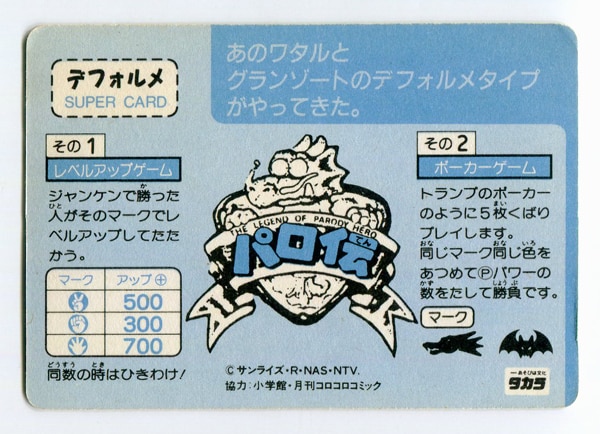 デフォルメ
SUPER CARD
あのワタルと
グランゾートのデフォルメタイプ
がやってきた。
その1
レベルアップゲーム
ジャンケンで勝った
人がそのマークでレ
ベルアップしてたた
かう。
マーク アップ⊕
500
300
700
同数の時はひきわけ!
THE LEGEND OF PARODY HERO
パロ伝
©サンライズ・R・NAS・NTV.
協力:小学館・月刊コロコロコミック
その2
ポーカーゲーム
トランプのポーカー
のように5枚くばり
プレイします。
同じマーク同じ色を
あつめてⓅパワーの
数をたして勝負です。
マーク
タカラ